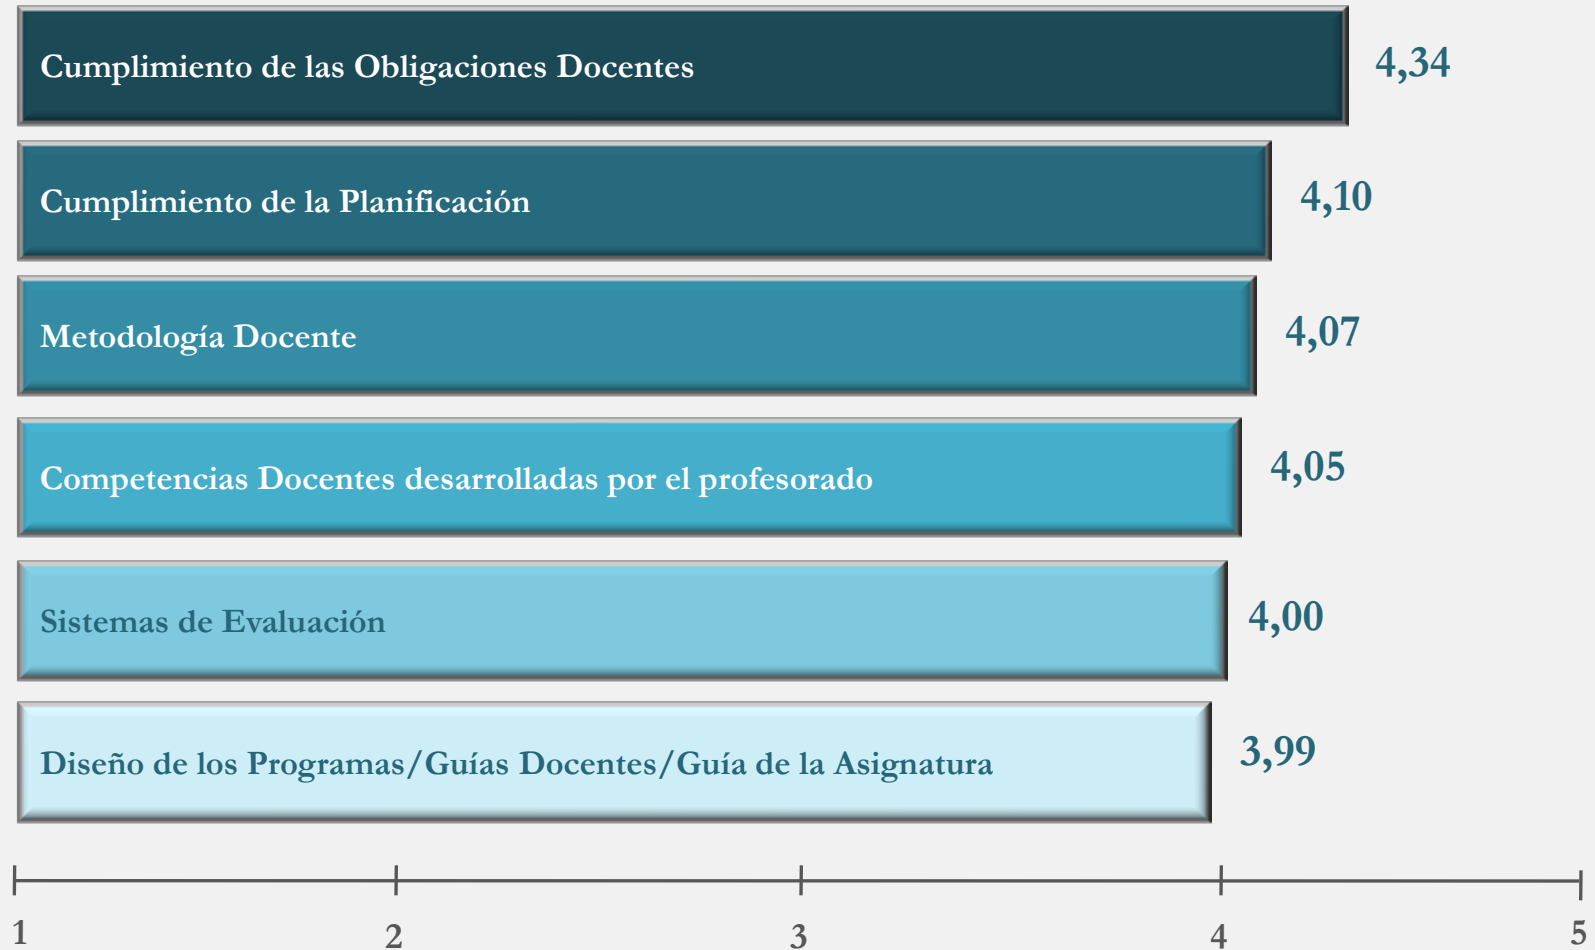 Cumplimiento de las Obligaciones Docentes 4,34
Cumplimiento de la Planificación 4,10
Metodología Docente 4,07
Competencias Docentes desarrolladas por el profesorado 4,05
Sistemas de Evaluación 4,00
Diseño de los Programas/Guías Docentes/Guía de la Asignatura 3,99
1 2 3 4 5